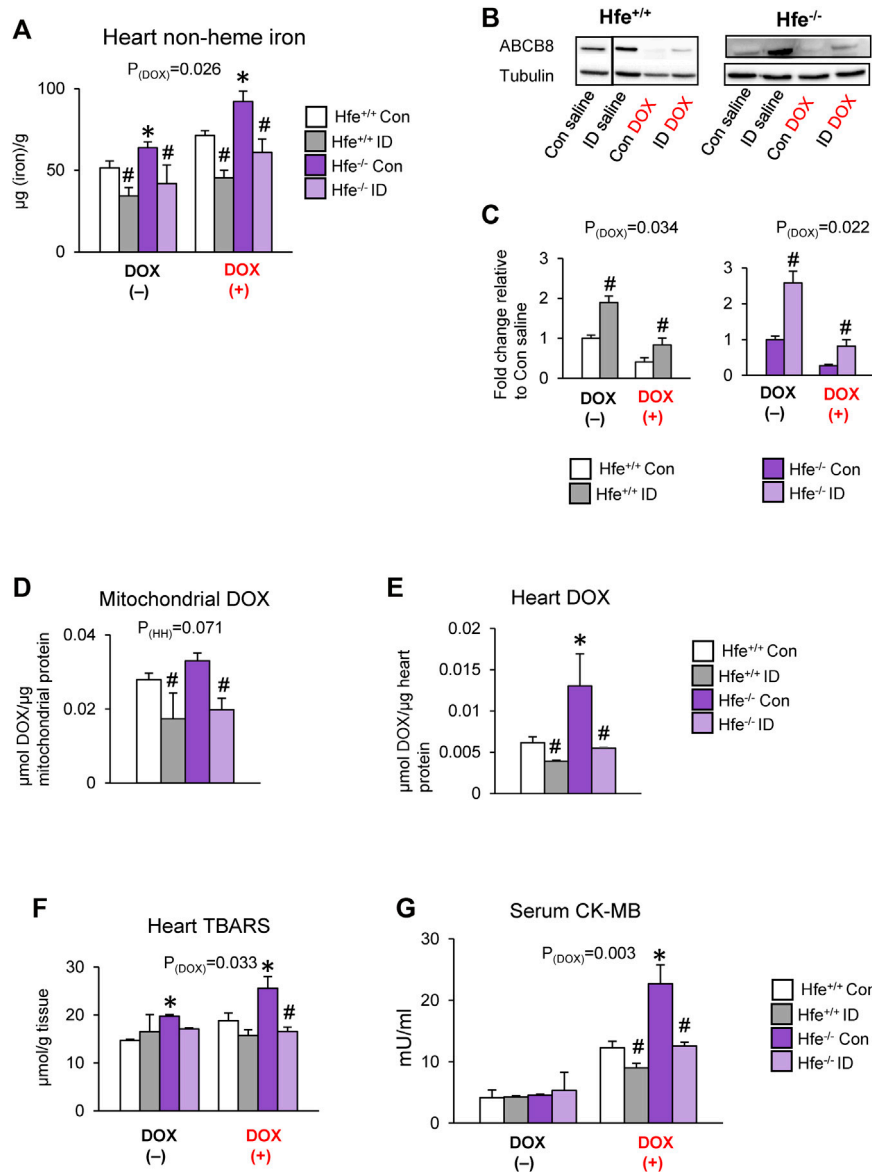 A
Heart non-heme iron
P(DOX)=0.026
100
50
0
µg (iron)/g
*
#
*
#
#
*
#
DOX
(–)
DOX
(+)
Hfe+/+ Con
Hfe+/+ ID
Hfe-/- Con
Hfe-/- ID
B
Hfe+/+
Hfe-/-
ABCB8
Tubulin
Con saline
ID saline
Con DOX
ID DOX
Con saline
ID saline
Con DOX
ID DOX
C
P(DOX)=0.034
P(DOX)=0.022
Fold change relative
to Con saline
3
2
1
0
#
#
DOX
(–)
DOX
(+)
3
2
1
0
#
#
DOX
(–)
DOX
(+)
Hfe+/+ Con
Hfe+/+ ID
Hfe-/- Con
Hfe-/- ID
D
Mitochondrial DOX
P(HH)=0.071
0.04
0.02
0
µmol DOX/µg
mitochondrial protein
#
#
E
Heart DOX
0.02
0.015
0.01
0.005
0
µmol DOX/µg heart
protein
#
*
#
Hfe+/+ Con
Hfe+/+ ID
Hfe-/- Con
Hfe-/- ID
F
Heart TBARS
P(DOX)=0.033
30
20
10
0
µmol/g tissue
*
*
#
DOX
(–)
DOX
(+)
G
Serum CK-MB
P(DOX)=0.003
30
20
10
0
mU/ml
#
*
#
DOX
(–)
DOX
(+)
Hfe+/+ Con
Hfe+/+ ID
Hfe-/- Con
Hfe-/- ID